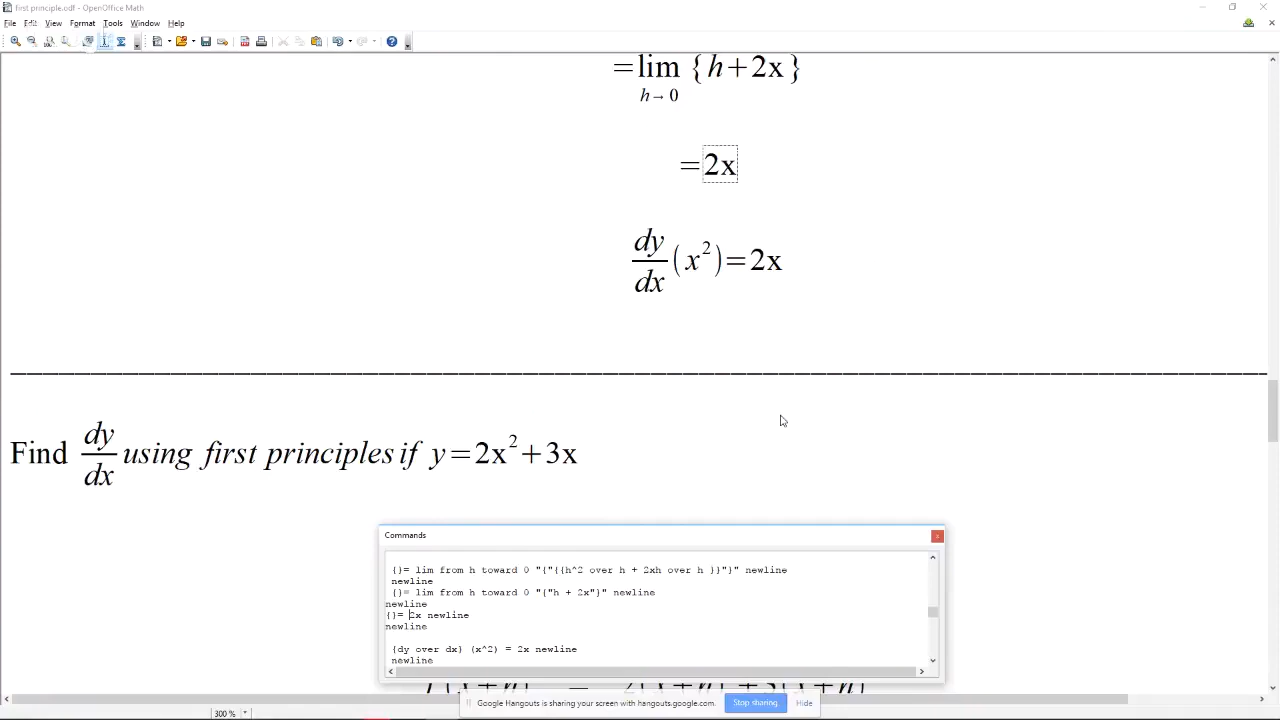 first principle.odf - OpenOffice Math
File Edit View Format Tools Window Help
=lim {h+2x}
h→0
=2x
dy
dx (x²)=2x
Find dy/dx using first principles if y=2x²+3x
Commands
{}= lim from h toward 0 "{"{{h^2 over h + 2xh over h }}"}" newline
newline
{}= lim from h toward 0 "{"h + 2x"}" newline
newline
{}= 2x newline
newline
{dy over dx} (x^2) = 2x newline
newline
Google Hangouts is sharing your screen with hangouts.google.com. Stop sharing Hide
300 %